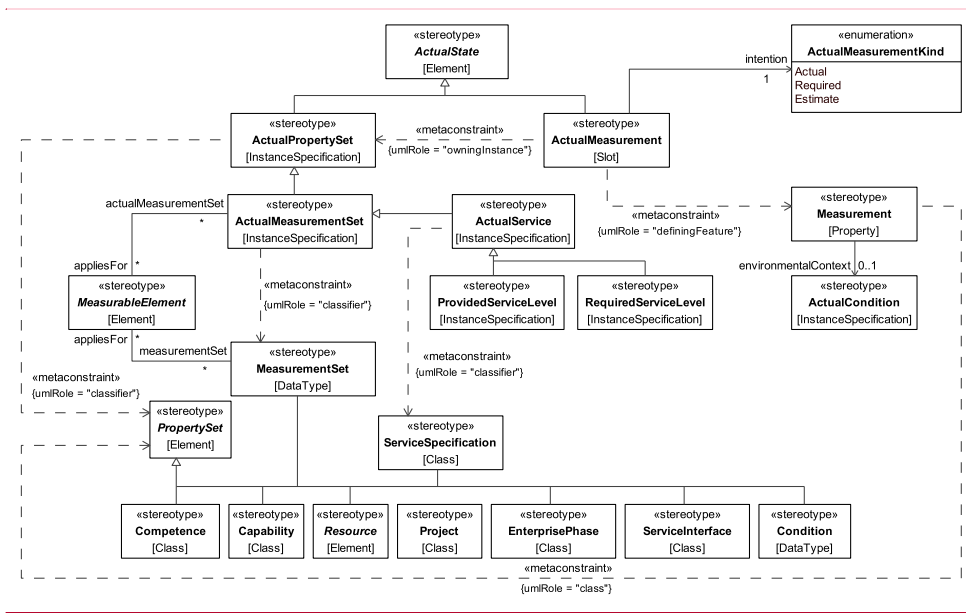 «stereotype»
ActualState
[Element]
«enumeration»
ActualMeasurementKind
Actual
Required
Estimate
intention
1
«stereotype»
ActualPropertySet
[InstanceSpecification]
«metaconstraint»
{umlRole = "owningInstance"}
«stereotype»
ActualMeasurement
[Slot]
actualMeasurementSet
*
«stereotype»
ActualMeasurementSet
[InstanceSpecification]
«stereotype»
ActualService
[InstanceSpecification]
«metaconstraint»
{umlRole = "definingFeature"}
«stereotype»
Measurement
[Property]
appliesFor
*
«stereotype»
MeasurableElement
[Element]
«metaconstraint»
{umlRole = "classifier"}
«stereotype»
ProvidedServiceLevel
[InstanceSpecification]
«stereotype»
RequiredServiceLevel
[InstanceSpecification]
environmentalContext
0..1
«stereotype»
ActualCondition
[InstanceSpecification]
appliesFor
*
measurementSet
*
«stereotype»
MeasurementSet
[DataType]
«metaconstraint»
{umlRole = "classifier"}
«metaconstraint»
{umlRole = "classifier"}
«stereotype»
PropertySet
[Element]
«stereotype»
ServiceSpecification
[Class]
«stereotype»
Competence
[Class]
«stereotype»
Capability
[Class]
«stereotype»
Resource
[Element]
«stereotype»
Project
[Class]
«stereotype»
EnterprisePhase
[Class]
«stereotype»
ServiceInterface
[Class]
«stereotype»
Condition
[DataType]
«metaconstraint»
{umlRole = "class"}